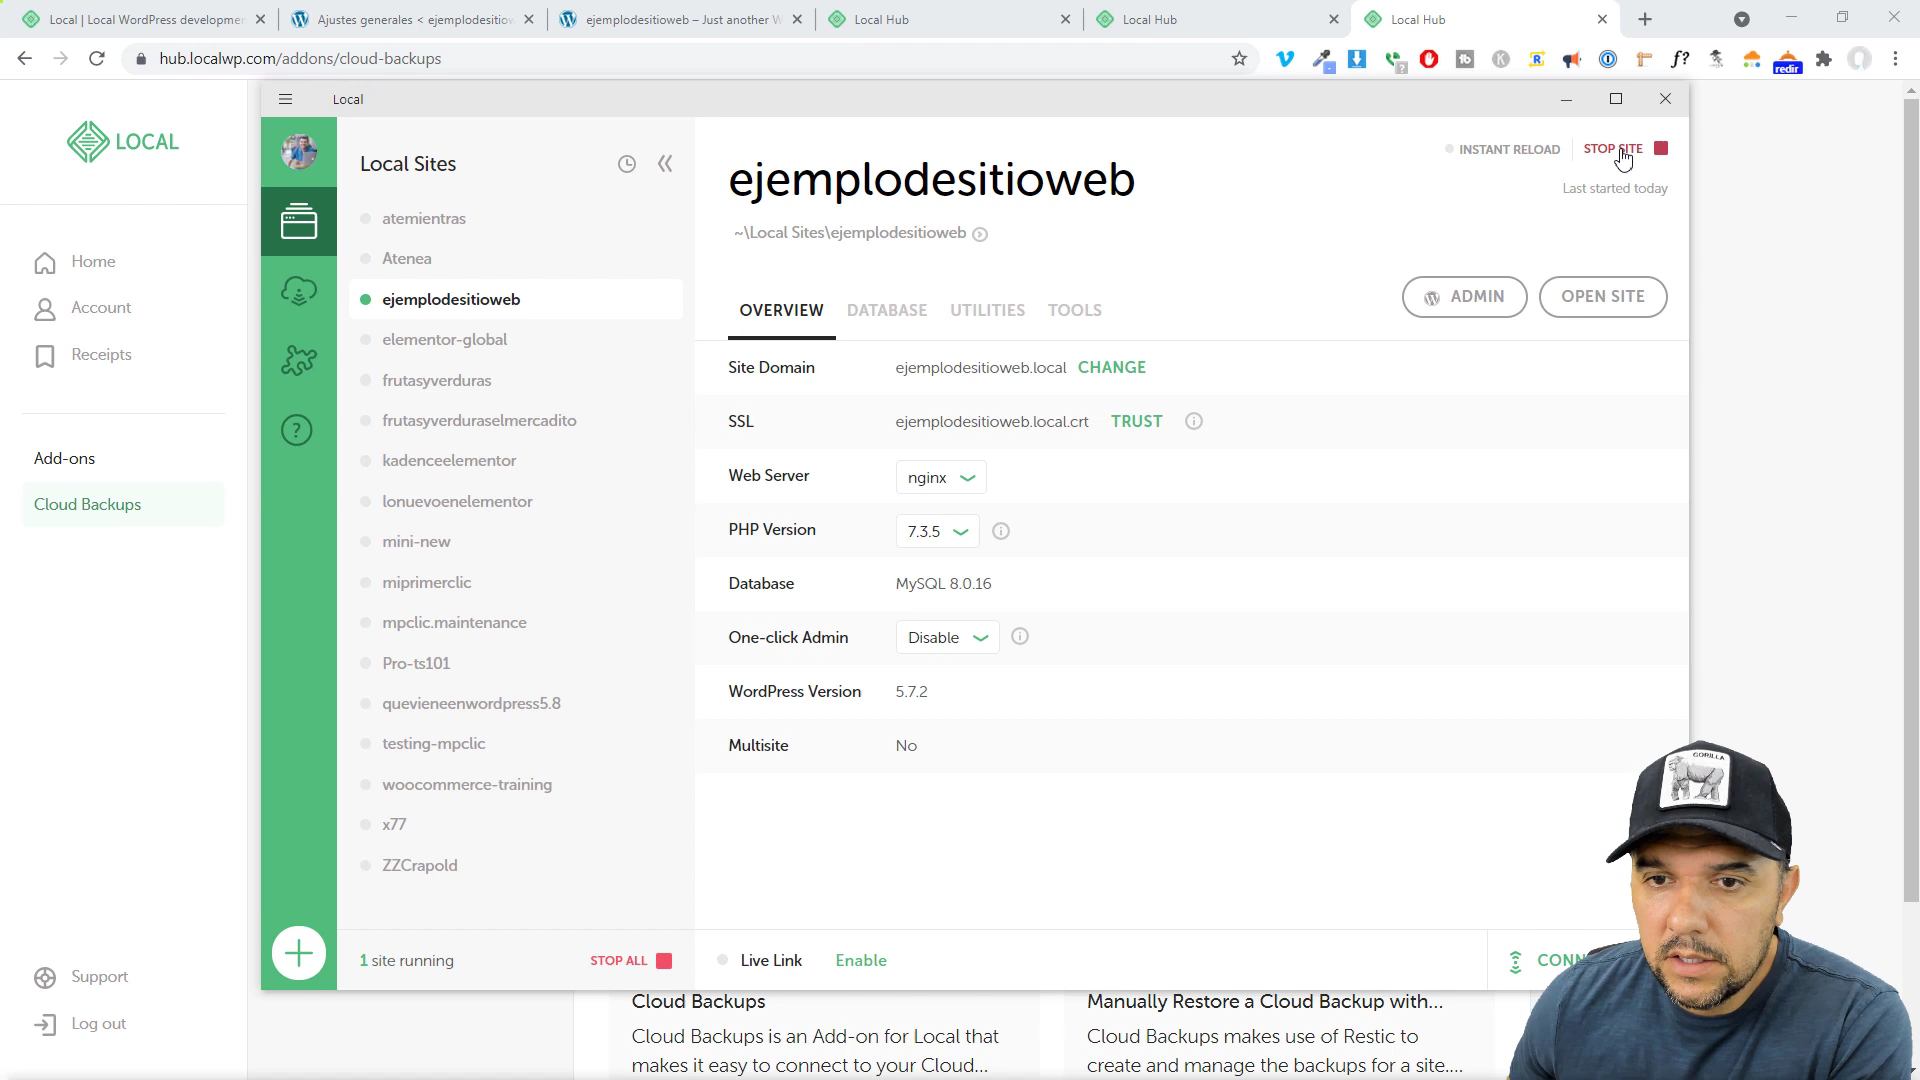 Local | Local WordPress developmen
Ajustes generales < ejemplodesitiow
ejemplodesitioweb – Just another W
Local Hub
Local Hub
Local Hub
hub.localwp.com/addons/cloud-backups
redir
f?
LOCAL
Home
Account
Receipts
Add-ons
Cloud Backups
Support
Log out
Local
Local Sites
atemientras
Atenea
ejemplodesitioweb
elementor-global
frutasyverduras
frutasyverduraselmercadito
kadenceelementor
lonuevoenelementor
mini-new
miprimerclic
mpclic.maintenance
Pro-ts101
quevieneenwordpress5.8
testing-mpclic
woocommerce-training
x77
ZZCrapold
1 site running
STOP ALL
ejemplodesitioweb
~\Local Sites\ejemplodesitioweb
INSTANT RELOAD
STOP SITE
Last started today
ADMIN
OPEN SITE
OVERVIEW DATABASE UTILITIES TOOLS
Site Domain ejemplodesitioweb.local CHANGE
SSL ejemplodesitioweb.local.crt TRUST
Web Server nginx
PHP Version 7.3.5
Database MySQL 8.0.16
One-click Admin Disable
WordPress Version 5.7.2
Multisite No
Live Link Enable
CONN
Cloud Backups
Cloud Backups is an Add-on for Local that
makes it easy to connect to your Cloud...
Manually Restore a Cloud Backup with...
Cloud Backups makes use of Restic to
create and manage the backups for a site....
GORILLA